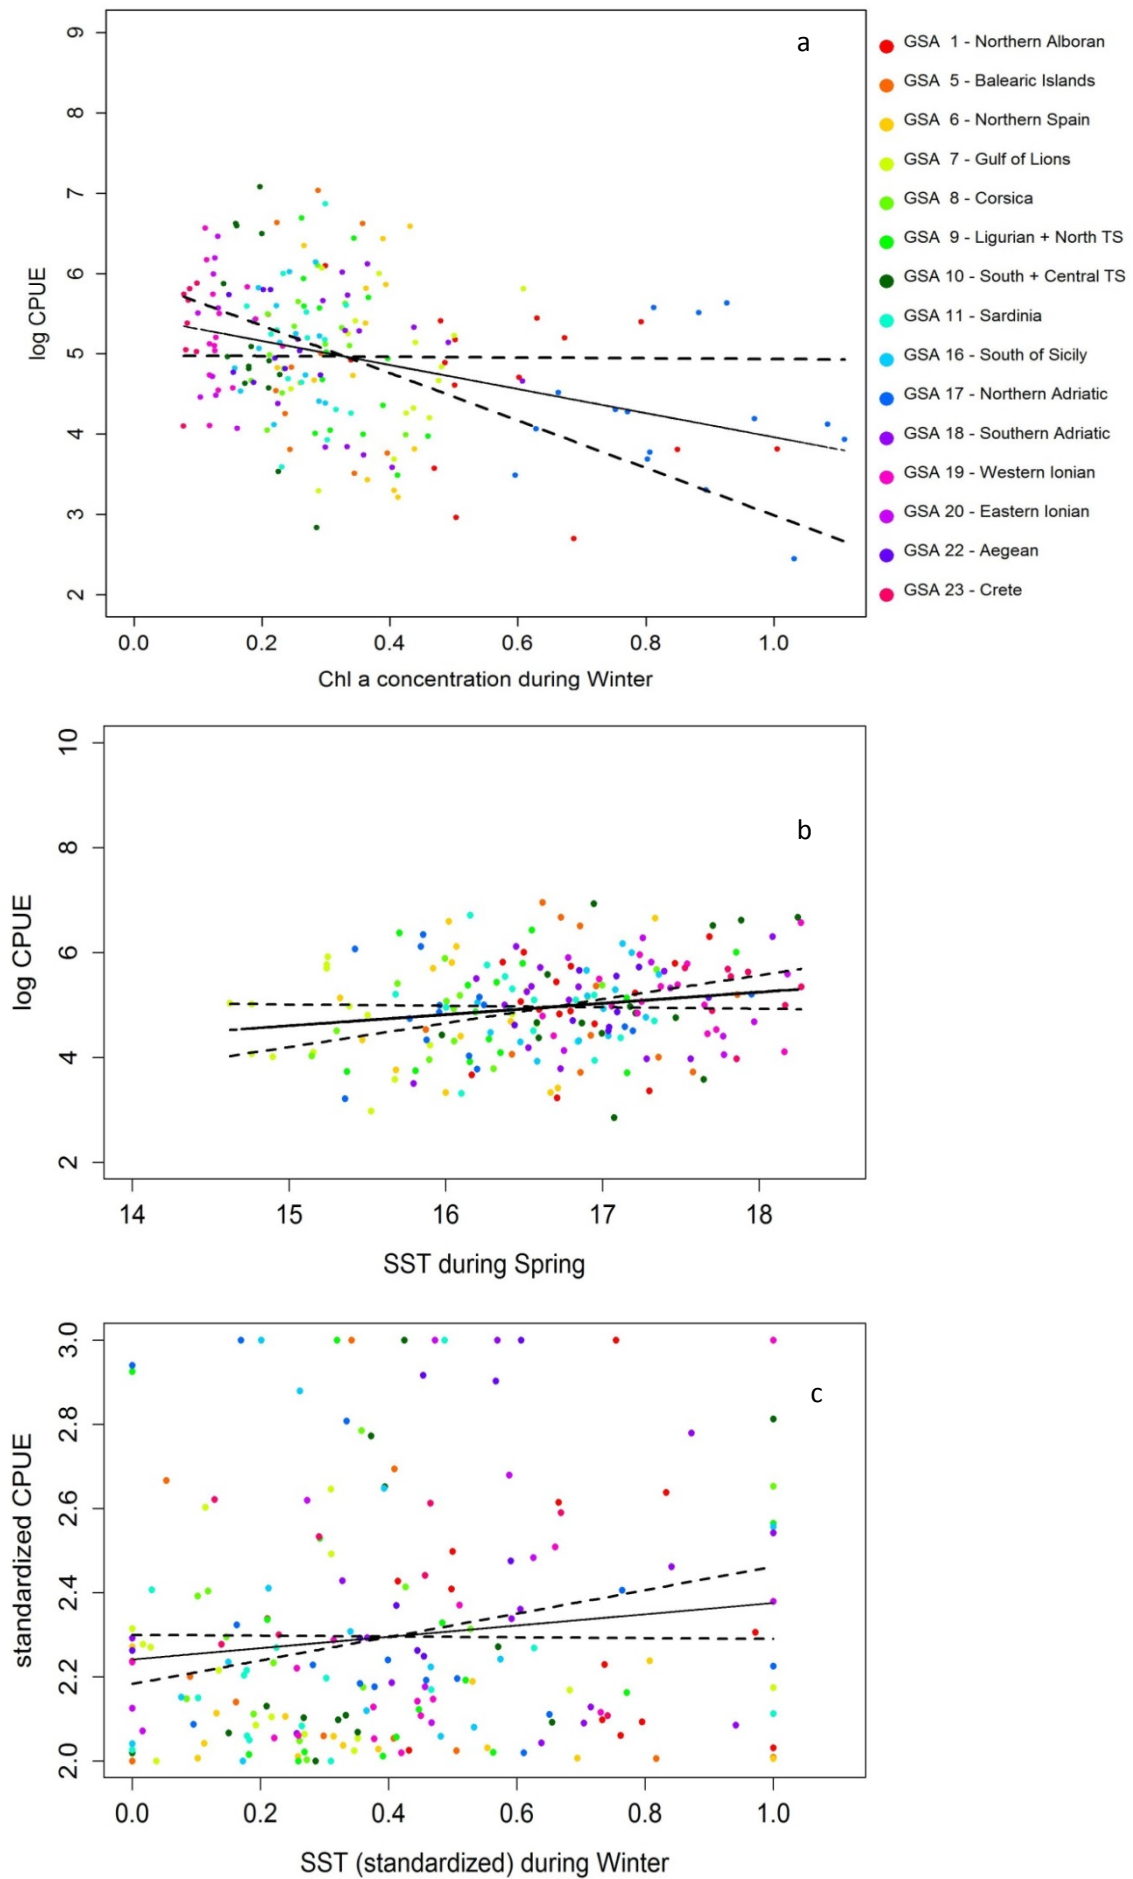 a
9
8
7
6
5
4
3
2
log CPUE
0.0 0.2 0.4 0.6 0.8 1.0
Chl a concentration during Winter
GSA 1 - Northern Alboran
GSA 5 - Balearic Islands
GSA 6 - Northern Spain
GSA 7 - Gulf of Lions
GSA 8 - Corsica
GSA 9 - Ligurian + North TS
GSA 10 - South + Central TS
GSA 11 - Sardinia
GSA 16 - South of Sicily
GSA 17 - Northern Adriatic
GSA 18 - Southern Adriatic
GSA 19 - Western Ionian
GSA 20 - Eastern Ionian
GSA 22 - Aegean
GSA 23 - Crete
b
10
8
6
4
2
log CPUE
14 15 16 17 18
SST during Spring
c
3.0
2.8
2.6
2.4
2.2
2.0
standardized CPUE
0.0 0.2 0.4 0.6 0.8 1.0
SST (standardized) during Winter